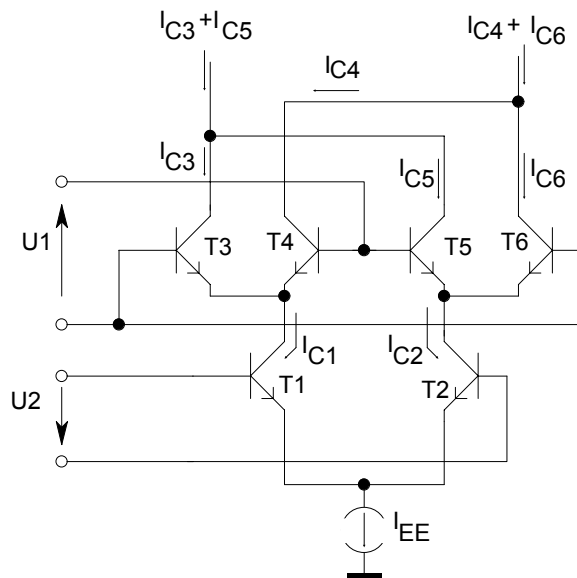 I_C3 + I_C5
I_C4 + I_C6
I_C4
I_C3
I_C5
I_C6
U1
T3
T4
T5
T6
I_C1
I_C2
U2
T1
T2
I_EE